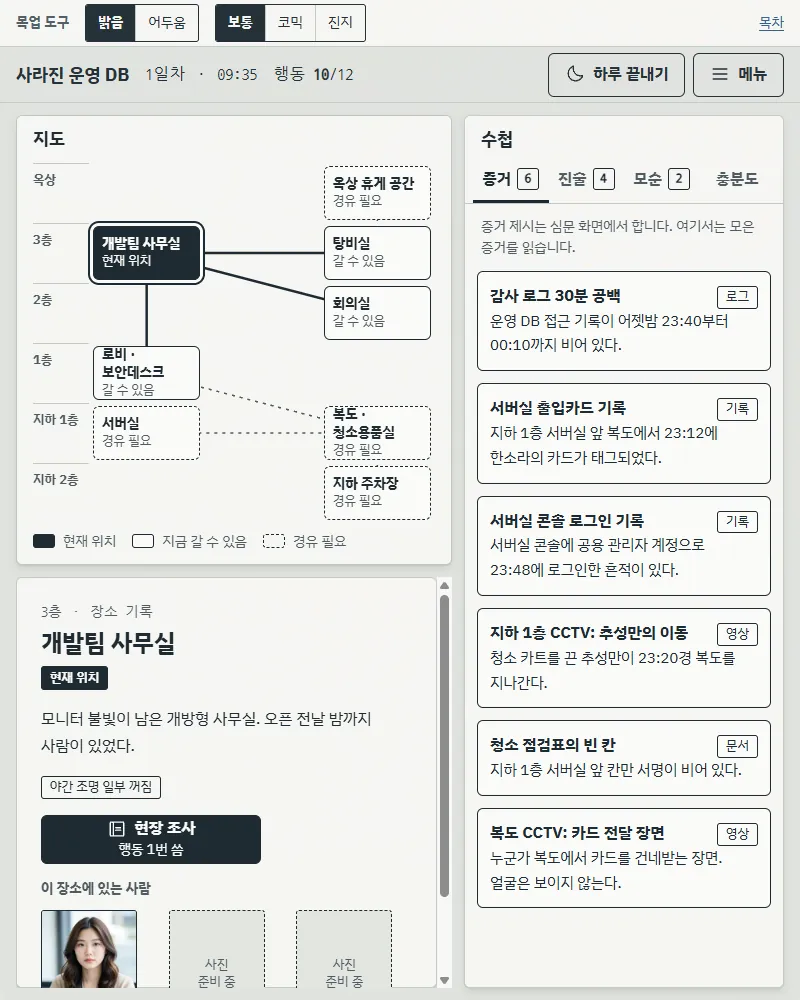 목업 도구
밝음
어두움
보통
코믹
진지
목차
사라진 운영 DB
1일차 · 09:35 행동 10/12
하루 끝내기
메뉴
지도
옥상
옥상 휴게 공간
경유 필요
3층
개발팀 사무실
현재 위치
탕비실
갈 수 있음
2층
회의실
갈 수 있음
1층
로비 ·
보안데스크
갈 수 있음
지하 1층
서버실
경유 필요
복도 ·
청소용품실
경유 필요
지하 2층
지하 주차장
경유 필요
현재 위치
지금 갈 수 있음
경유 필요
3층 · 장소 기록
개발팀 사무실
현재 위치
모니터 불빛이 남은 개방형 사무실. 오픈 전날 밤까지
사람이 있었다.
야간 조명 일부 꺼짐
현장 조사
행동 1번 씀
이 장소에 있는 사람
사진
준비 중
사진
준비 중
수첩
증거 6
진술 4
모순 2
충분도
증거 제시는 심문 화면에서 합니다. 여기서는 모은
증거를 읽습니다.
감사 로그 30분 공백
로그
운영 DB 접근 기록이 어젯밤 23:40부터
00:10까지 비어 있다.
서버실 출입카드 기록
기록
지하 1층 서버실 앞 복도에서 23:12에
한소라의 카드가 태그되었다.
서버실 콘솔 로그인 기록
기록
서버실 콘솔에 공용 관리자 계정으로
23:48에 로그인한 흔적이 있다.
지하 1층 CCTV: 추성만의 이동
영상
청소 카트를 끈 추성만이 23:20경 복도를
지나간다.
청소 점검표의 빈 칸
문서
지하 1층 서버실 앞 칸만 서명이 비어 있다.
복도 CCTV: 카드 전달 장면
영상
누군가 복도에서 카드를 건네받는 장면.
얼굴은 보이지 않는다.